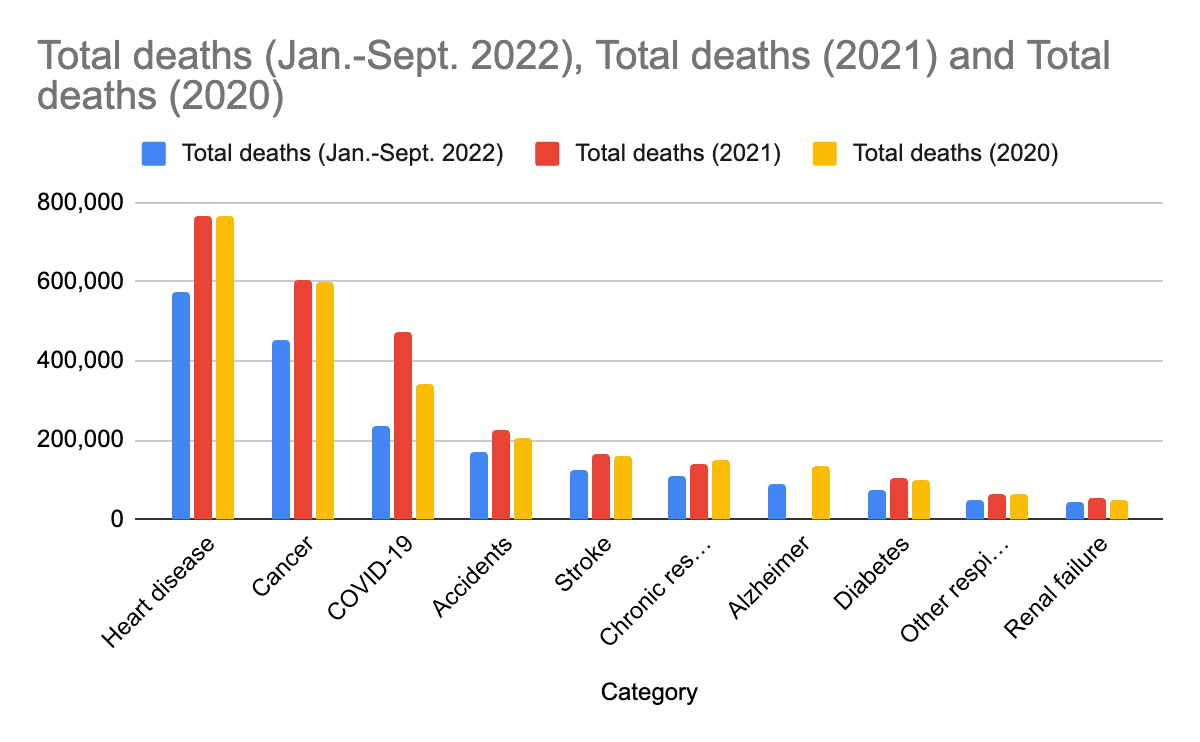 Total deaths (Jan.-Sept. 2022), Total deaths (2021) and Total
deaths (2020)
Total deaths (Jan.-Sept. 2022)
Total deaths (2021)
Total deaths (2020)
800,000
600,000
400,000
200,000
0
Heart disease
Cancer
COVID-19
Accidents
Stroke
Chronic res…
Alzheimer
Diabetes
Other respi…
Renal failure
Category